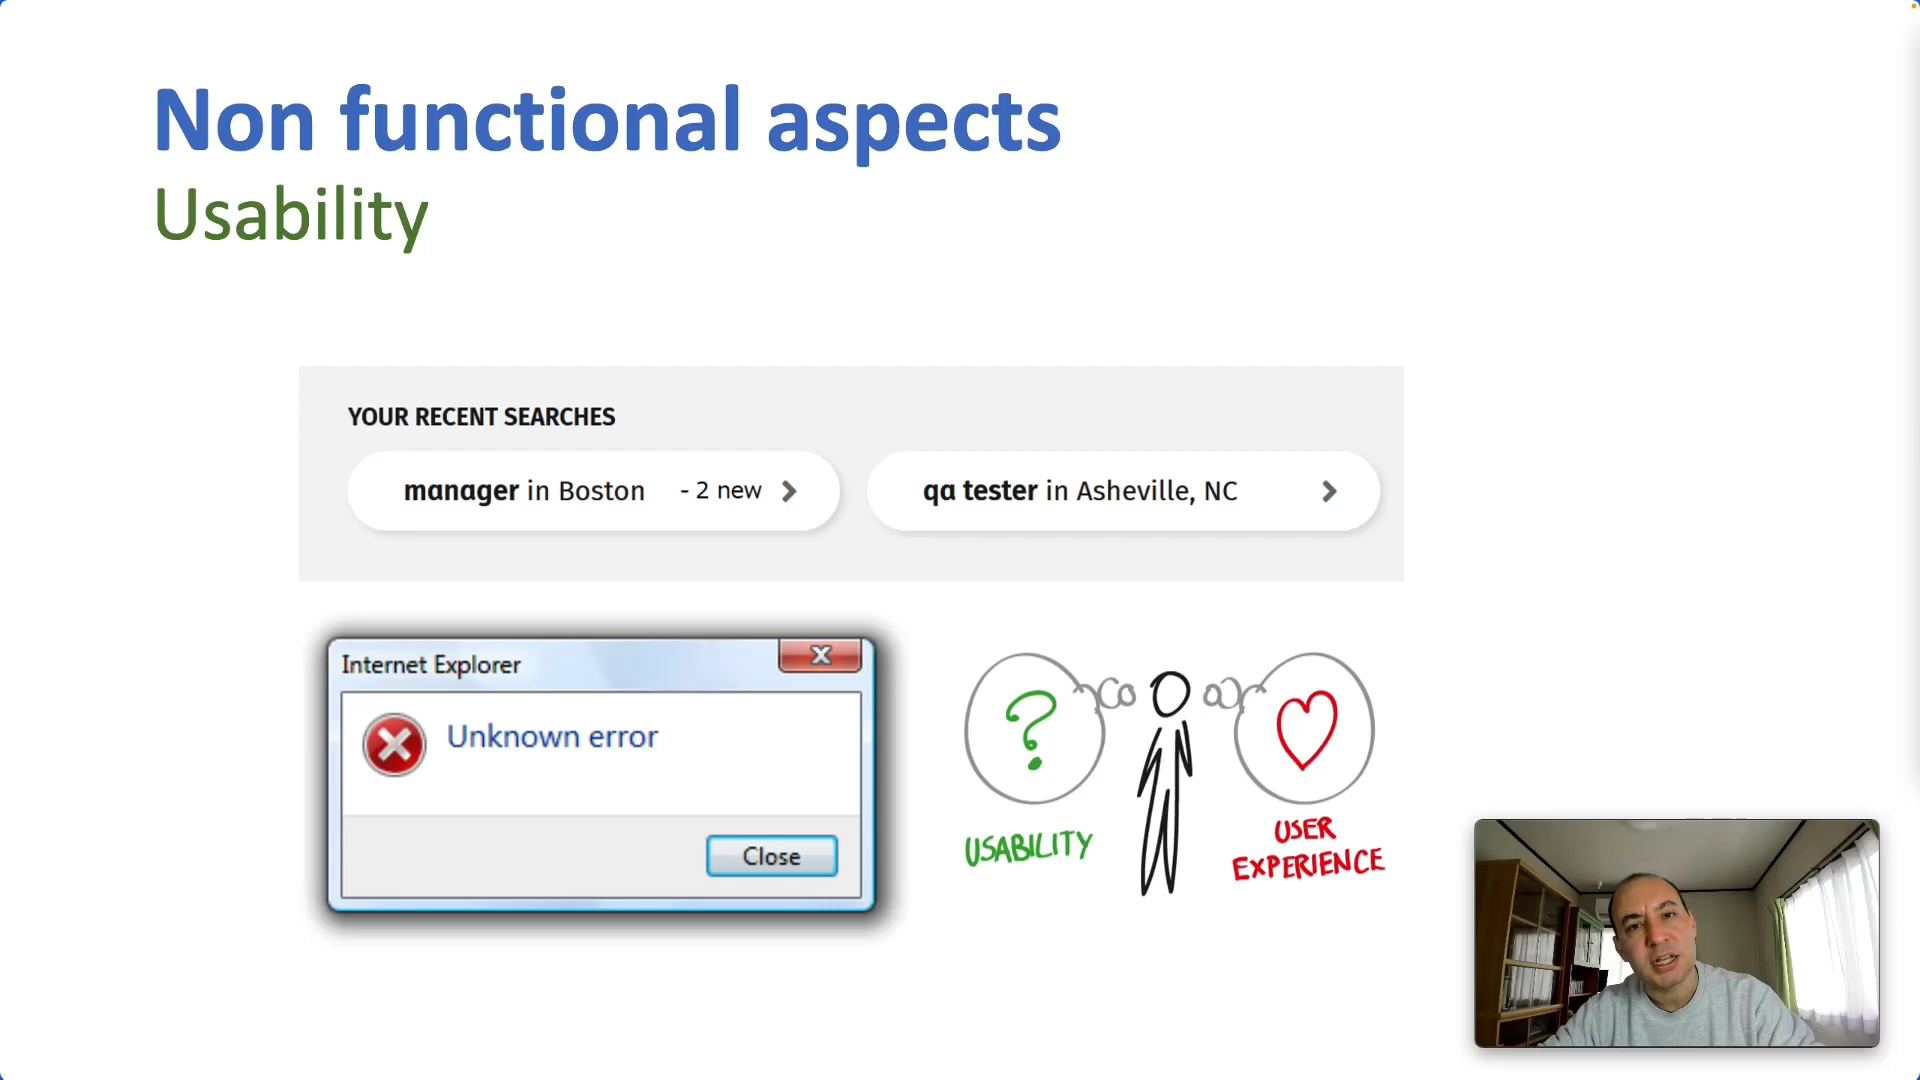 Non functional aspects
Usability
YOUR RECENT SEARCHES
manager in Boston - 2 new
qa tester in Asheville, NC
Internet Explorer
Unknown error
Close
?
USABILITY
USER
EXPERIENCE